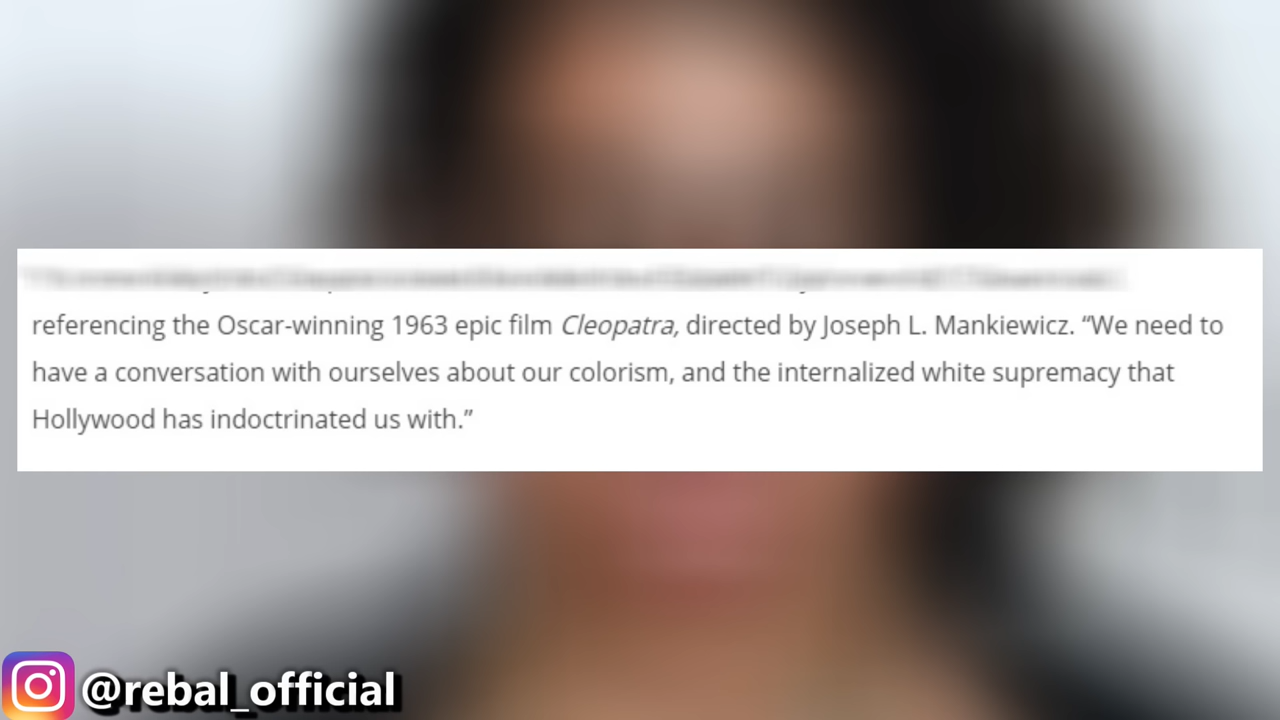 referencing the Oscar-winning 1963 epic film Cleopatra, directed by Joseph L. Mankiewicz. “We need to
have a conversation with ourselves about our colorism, and the internalized white supremacy that
Hollywood has indoctrinated us with.”
@rebal_official